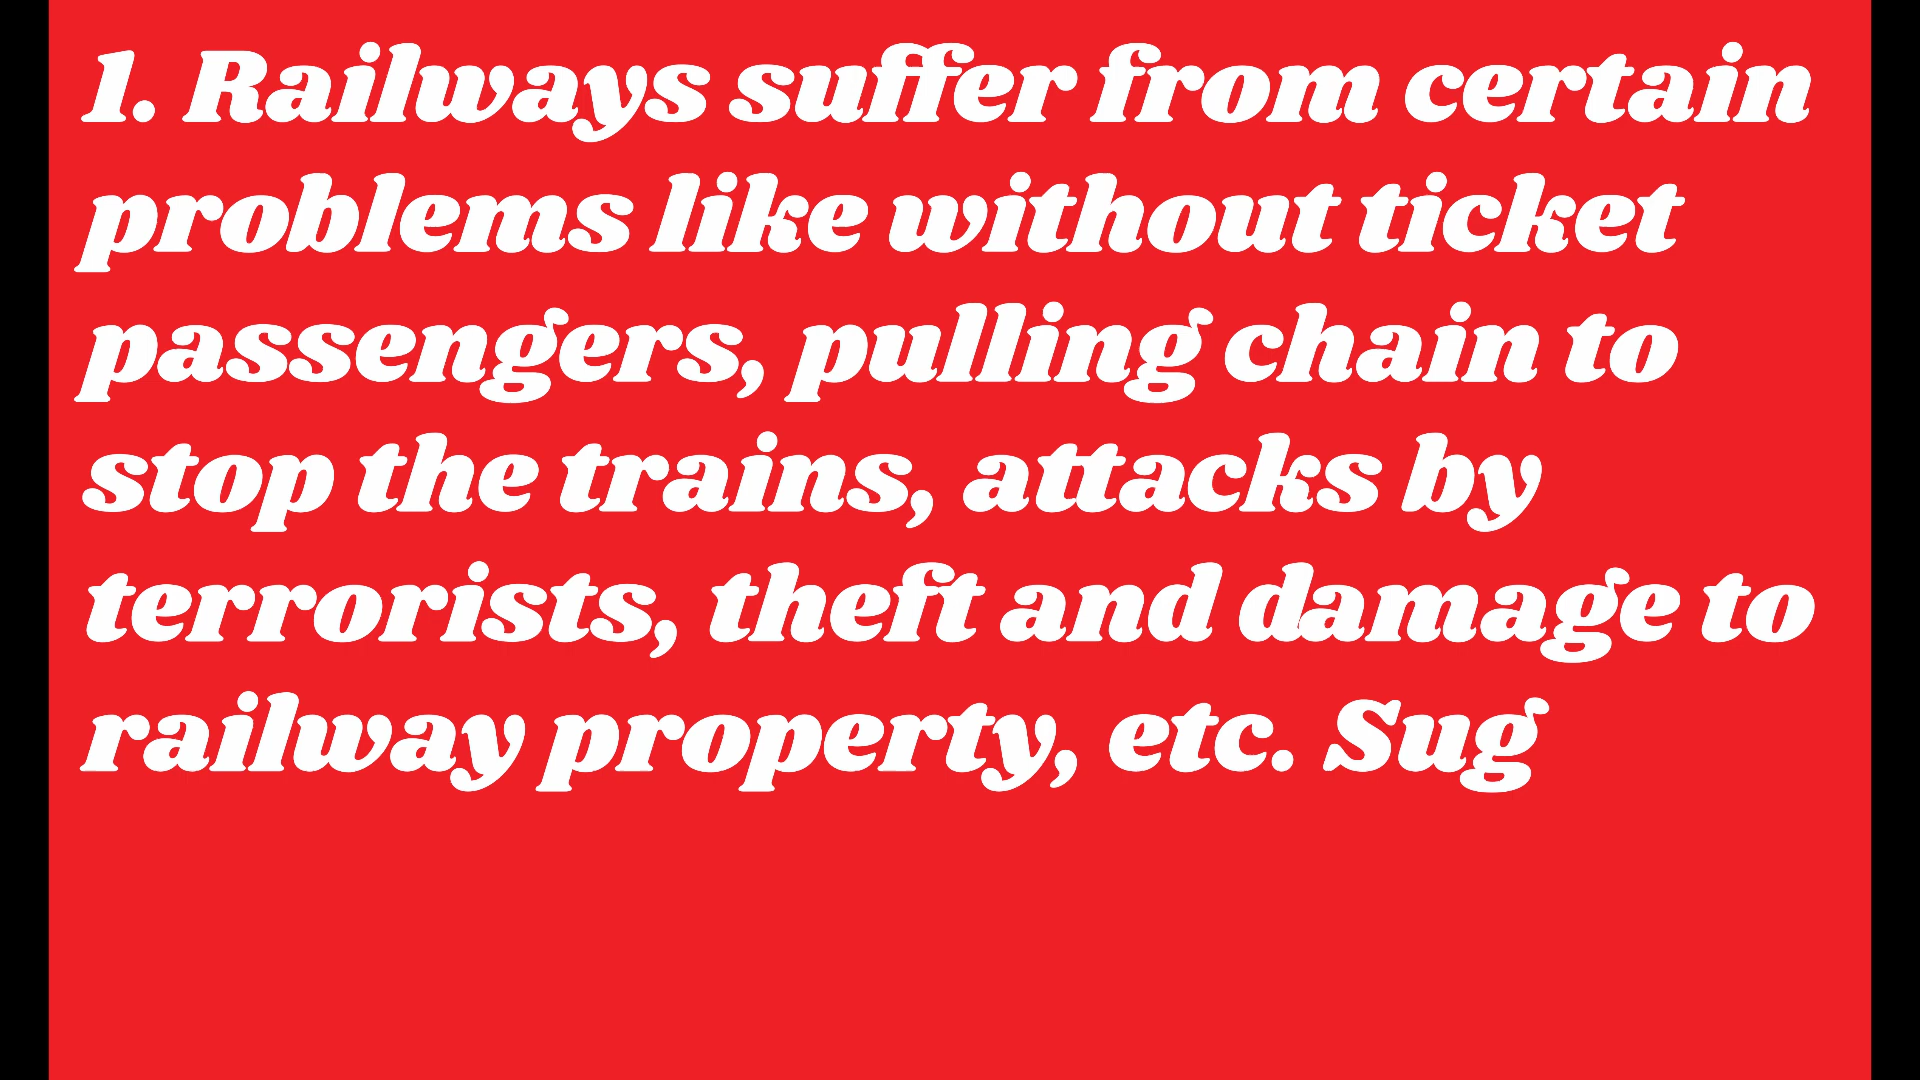 1. Railways suffer from certain
problems like without ticket
passengers, pulling chain to
stop the trains, attacks by
terrorists, theft and damage to
railway property, etc. Sug